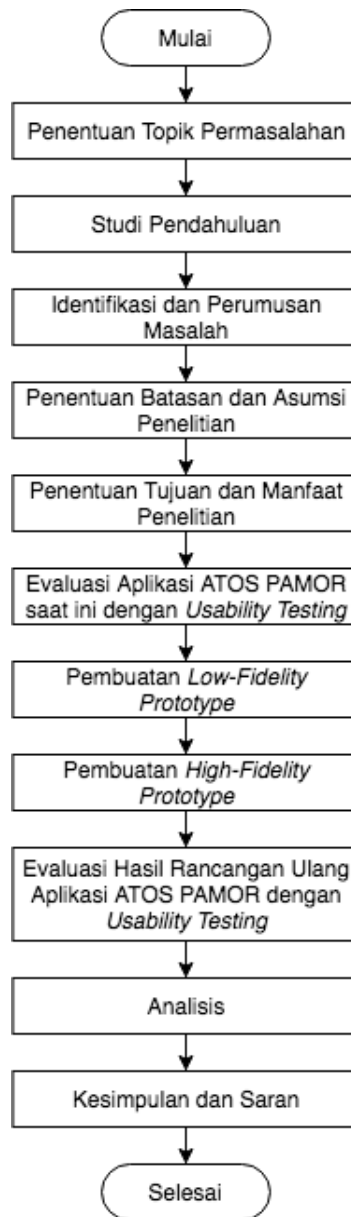 Mulai
Penentuan Topik Permasalahan
Studi Pendahuluan
Identifikasi dan Perumusan
Masalah
Penentuan Batasan dan Asumsi
Penelitian
Penentuan Tujuan dan Manfaat
Penelitian
Evaluasi Aplikasi ATOS PAMOR
saat ini dengan Usability Testing
Pembuatan Low-Fidelity
Prototype
Pembuatan High-Fidelity
Prototype
Evaluasi Hasil Rancangan Ulang
Aplikasi ATOS PAMOR dengan
Usability Testing
Analisis
Kesimpulan dan Saran
Selesai